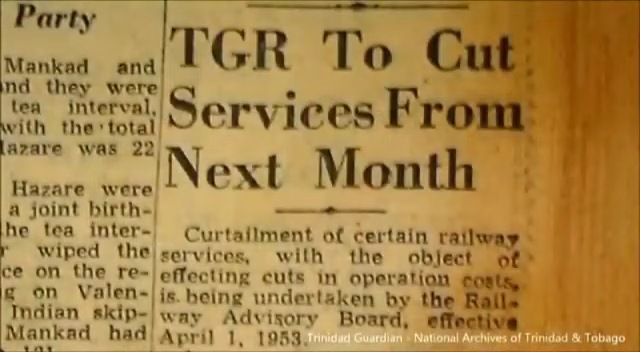 Party
Mankad and
and they were
tea interval,
with the total
Hazare was 22
Hazare were
a joint birth-
the tea inter-
wiped the
ce on the re-
g on Valen-
Indian skip-
Mankad had
TGR To Cut
Services From
Next Month
Curtailment of certain railway
services, with the object of
effecting cuts in operation costs,
is being undertaken by the Rail-
way Advisory Board, effective
April 1, 1953.
Trinidad Guardian - National Archives of Trinidad & Tobago